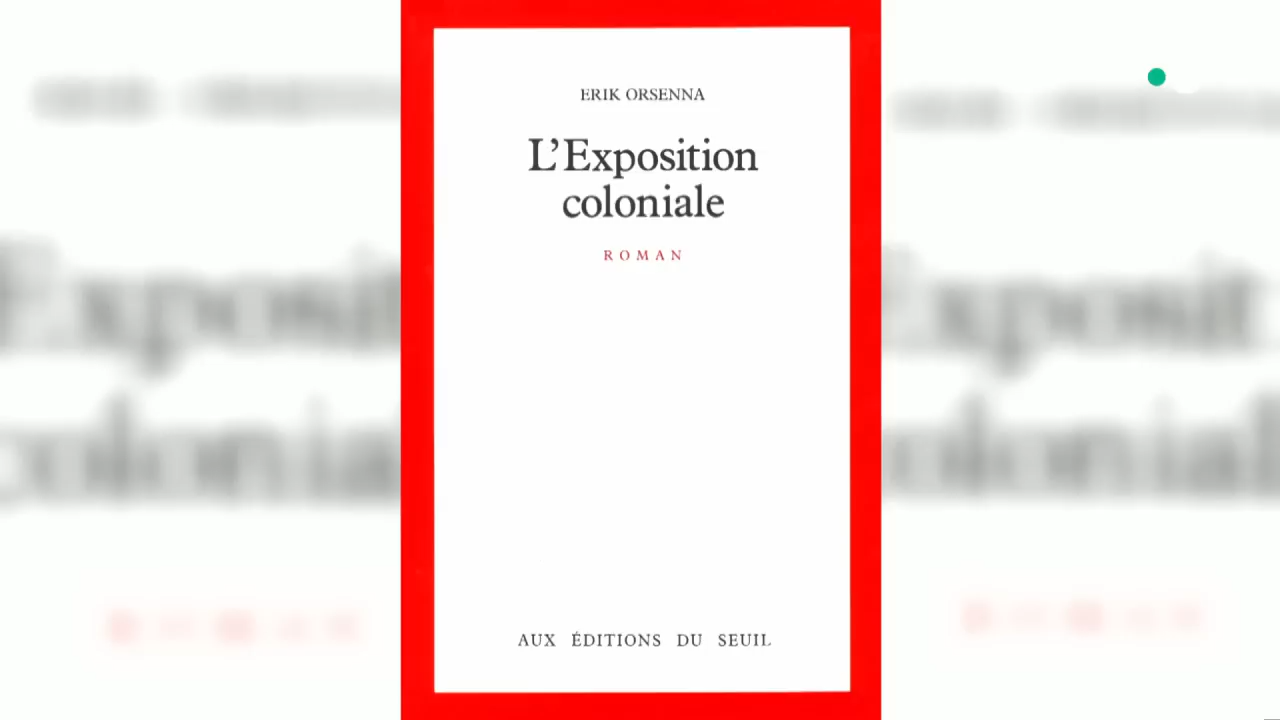 ERIK ORSENNA
L’Exposition
coloniale
ROMAN
AUX ÉDITIONS DU SEUIL